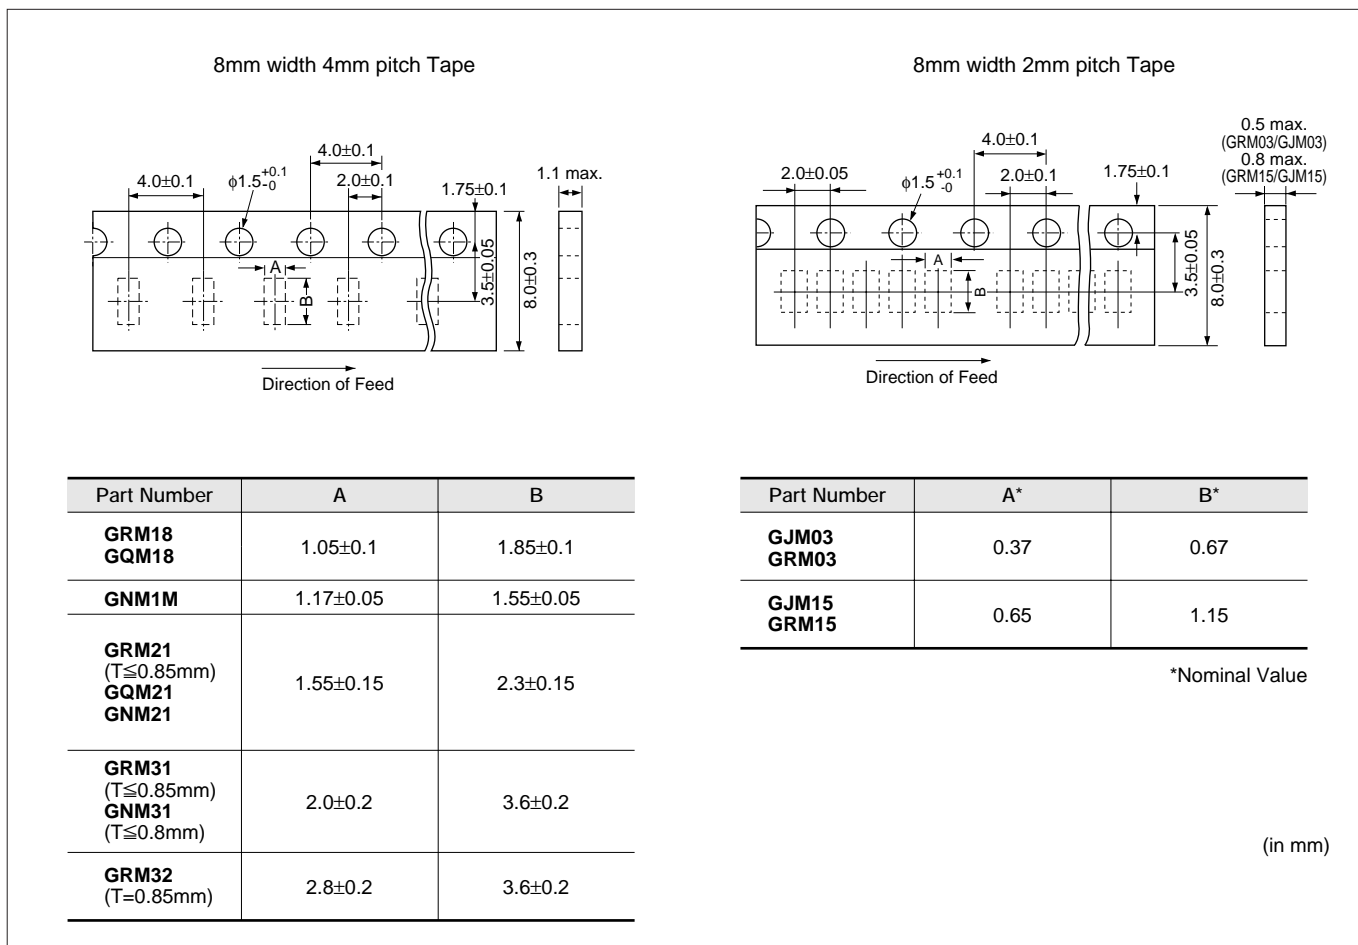 8mm width 4mm pitch Tape
4.0±0.1
4.0±0.1
2.0±0.1
φ1.5+0.1 -0
1.75±0.1
1.1 max.
A
B
3.5±0.05
8.0±0.3
Direction of Feed
8mm width 2mm pitch Tape
0.5 max.
(GRM03/GJM03)
0.8 max.
(GRM15/GJM15)
4.0±0.1
2.0±0.05
φ1.5+0.1 -0
2.0±0.1
1.75±0.1
A
B
3.5±0.05
8.0±0.3
Direction of Feed
Part Number A B
GRM18
GQM18
1.05±0.1 1.85±0.1
GNM1M 1.17±0.05 1.55±0.05
GRM21
(T≦0.85mm)
GQM21
GNM21
1.55±0.15 2.3±0.15
GRM31
(T≦0.85mm)
GNM31
(T≦0.8mm)
2.0±0.2 3.6±0.2
GRM32
(T=0.85mm)
2.8±0.2 3.6±0.2
Part Number A* B*
GJM03
GRM03
0.37 0.67
GJM15
GRM15
0.65 1.15
*Nominal Value
(in mm)